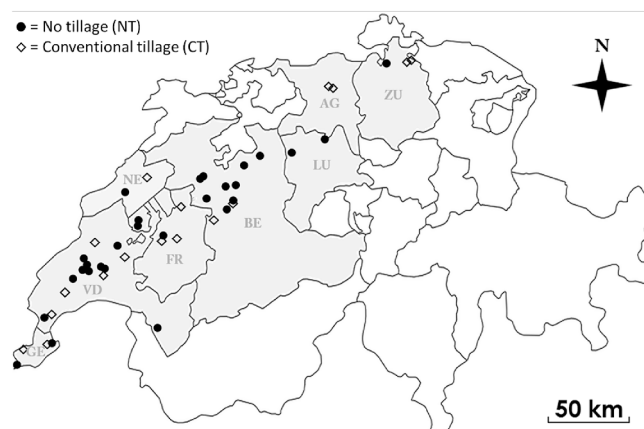 ● = No tillage (NT)
◇ = Conventional tillage (CT)
N
AG
ZU
LU
NE
BE
FR
VD
GE
50 km